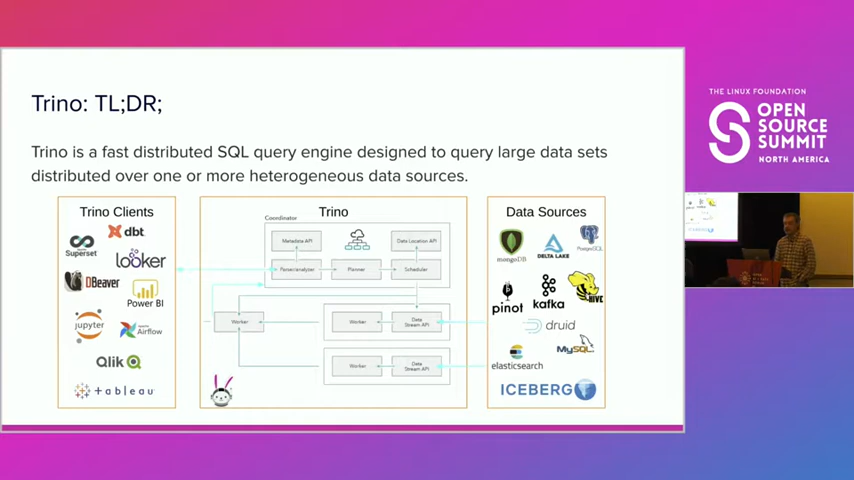 Trino: TL;DR;
Trino is a fast distributed SQL query engine designed to query large data sets
distributed over one or more heterogeneous data sources.
Trino Clients
dbt
Superset
looker
DBeaver
Power BI
jupyter
Airflow
Qlik
+ableau
Trino
Coordinator
Metadata API
Data Location API
Parser/analyzer
Planner
Scheduler
Worker
Worker
Data
Stream API
Worker
Data
Stream API
Data Sources
mongoDB
DELTA LAKE
PostgreSQL
pinot
kafka
HIVE
druid
MySQL
elasticsearch
ICEBERG
THE LINUX FOUNDATION
OPEN
SOURCE
SUMMIT
NORTH AMERICA